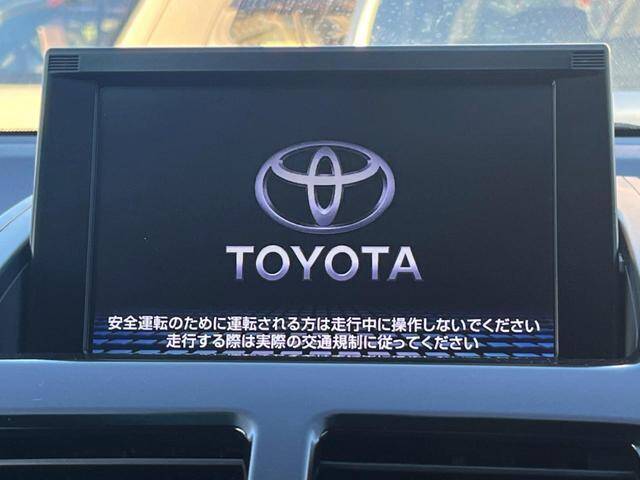 TOYOTA
安全運転のために運転される方は走行中に操作しないでください
走行する際は実際の交通規制に従ってください